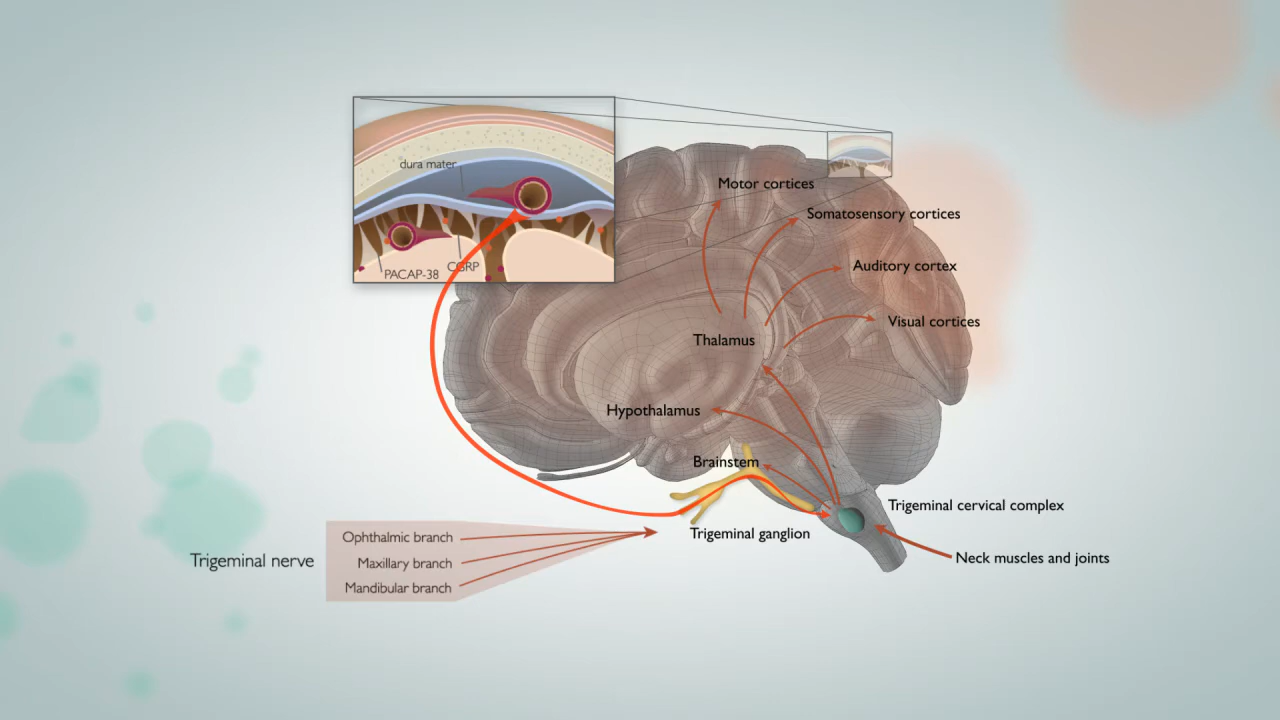 dura mater
PACAP-38
CGRP
Motor cortices
Somatosensory cortices
Auditory cortex
Visual cortices
Thalamus
Hypothalamus
Brainstem
Trigeminal cervical complex
Trigeminal ganglion
Neck muscles and joints
Trigeminal nerve
Ophthalmic branch
Maxillary branch
Mandibular branch